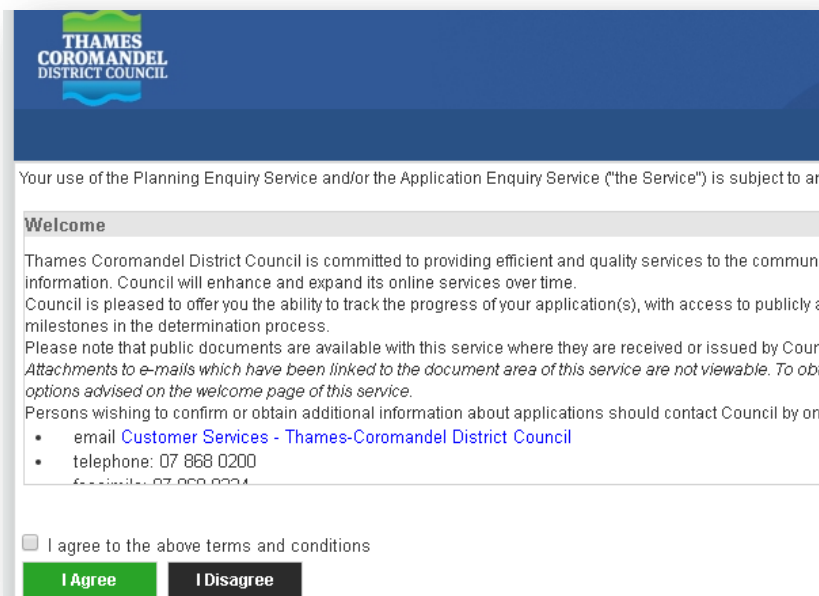 THAMES
COROMANDEL
DISTRICT COUNCIL
Your use of the Planning Enquiry Service and/or the Application Enquiry Service ("the Service") is subject to
Welcome
Thames Coromandel District Council is committed to providing efficient and quality services to the
information. Council will enhance and expand its online services over time.
Council is pleased to offer you the ability to track the progress of your application(s), with access to publicly
milestones in the determination process.
Please note that public documents are available with this service where they are received or issued by
Attachments to e-mails which have been linked to the document area of this service are not viewable. To
options advised on the welcome page of this service.
Persons wishing to confirm or obtain additional information about applications should contact Council by
• email Customer Services - Thames-Coromandel District Council
• telephone: 07 868 0200
I agree to the above terms and conditions
I Agree
I Disagree